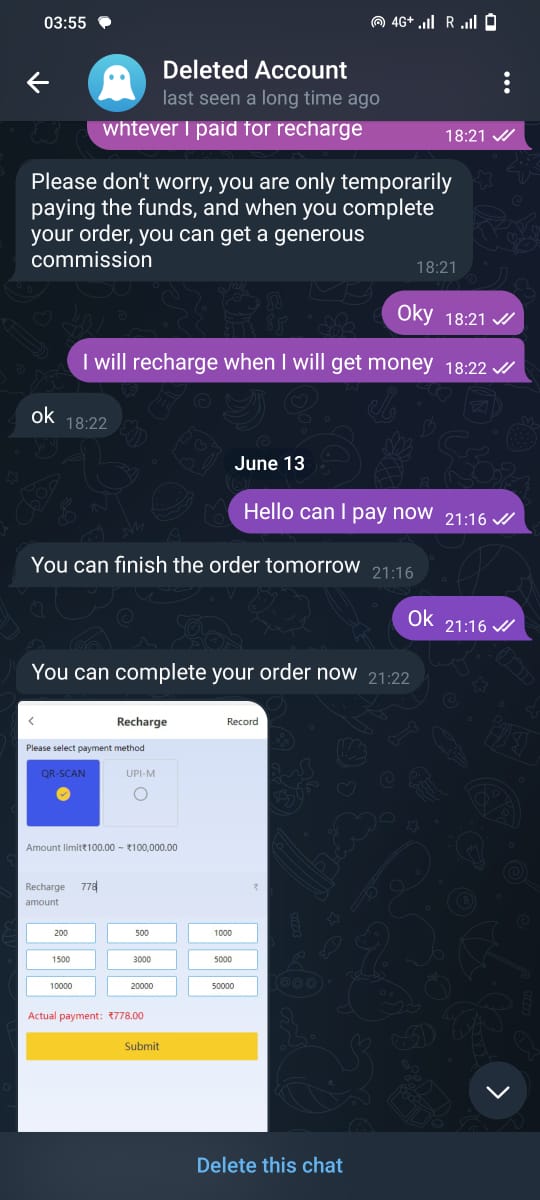 03:55
4G+ R
Deleted Account
last seen a long time ago
whtever I paid for recharge 18:21
Please don't worry, you are only temporarily
paying the funds, and when you complete
your order, you can get a generous
commission 18:21
Oky 18:21
I will recharge when I will get money 18:22
ok 18:22
June 13
Hello can I pay now 21:16
You can finish the order tomorrow 21:16
Ok 21:16
You can complete your order now 21:22
Recharge Record
Please select payment method
QR-SCAN UPI-M
Amount limit₹100.00 ~ ₹100,000.00
Recharge 778 ₹
amount
200 500 1000
1500 3000 5000
10000 20000 50000
Actual payment: ₹778.00
Submit
Delete this chat